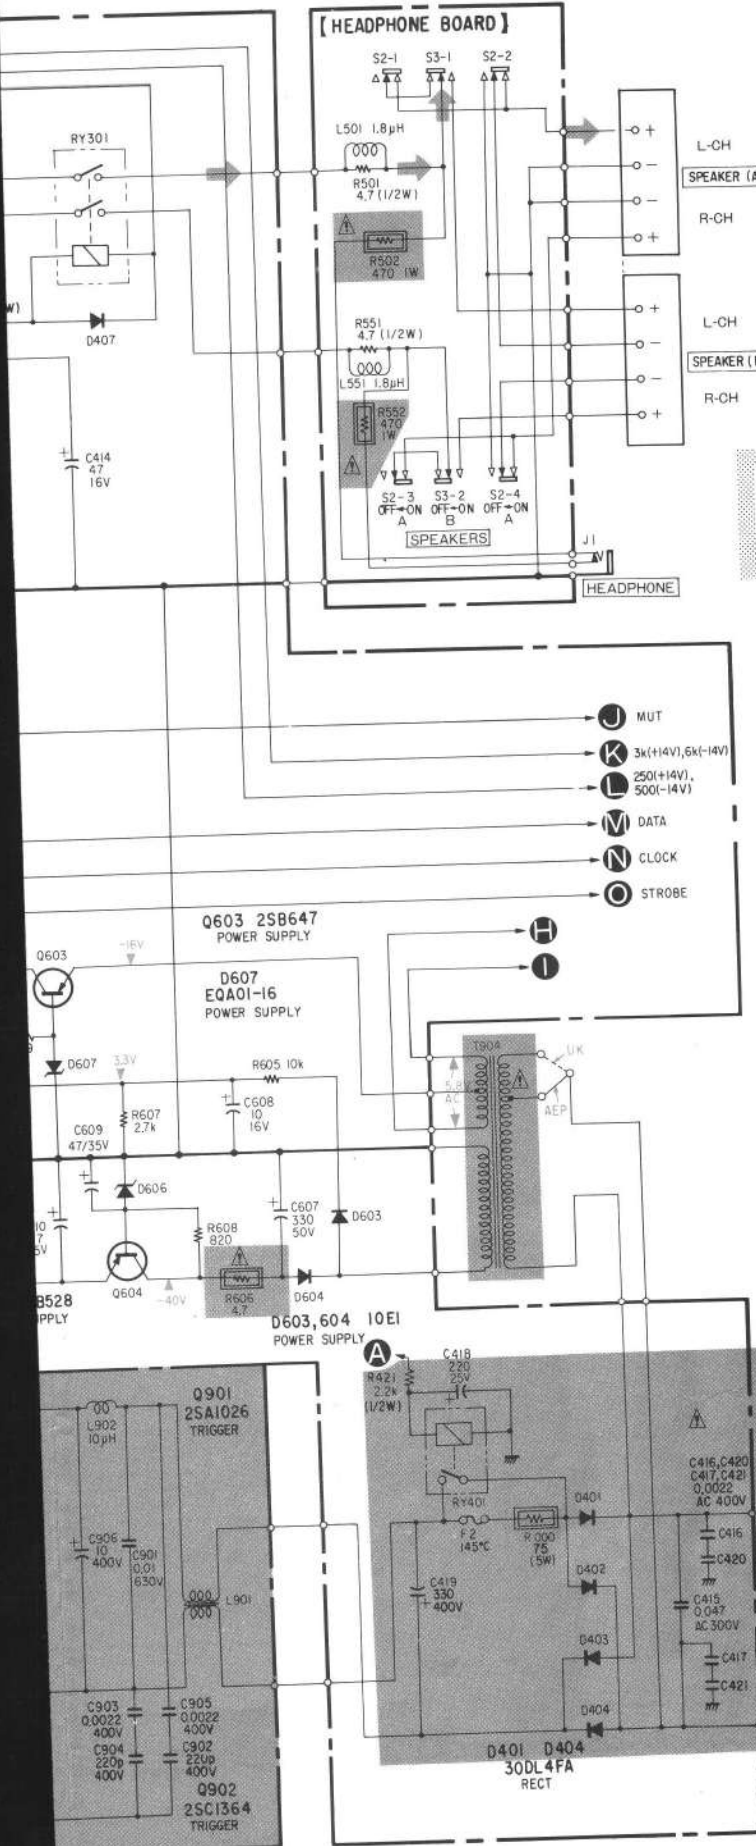 [HEADPHONE BOARD]
S2-1 S3-1 S2-2
RY301
L501 1.8μH
R501
4.7 (1/2W)
R502
470 1W
D407
R551
4.7 (1/2W)
L551 1.8μH
R552
470
1W
C414
47
16V
S2-3 S3-2 S2-4
OFF↔ON OFF↔ON OFF↔ON
A B A
SPEAKERS
J1
HEADPHONE
+
L-CH
−
SPEAKER (A
−
R-CH
+
+
L-CH
−
SPEAKER (
−
R-CH
+
W)
J MUT
K 3k(+14V),6k(-14V)
L 250(+14V),
500(-14V)
M DATA
N CLOCK
O STROBE
H
I
Q603 2SB647
POWER SUPPLY
Q603
-16V
D607
EQA01-16
POWER SUPPLY
D607
3.3V
R605 10k
R607
2.7k
C608
10
16V
C609
47/35V
D606
R608
820
C607
330
50V
D603
Q604
-40V
R606
4.7
D604
B528
PPLY
D603,604 10E1
POWER SUPPLY
T904
UK
AEP
AC
A
R421
2.2k
(1/2W)
C418
220
25V
RY401
F2
145°C
75
(5W)
D401
D402
D403
D404
C419
330
400V
C416,C420
C417,C421
0.0022
AC 400V
C416
C420
C415
0.047
AC300V
C417
C421
D401 D404
30DL4FA
RECT
Q901
2SA1026
TRIGGER
L902
10μH
C906
10
400V
C901
0.01
630V
L901
C903
0.0022
400V
C905
0.0022
400V
C904
220p
400V
C902
220p
400V
Q902
2SC1364
TRIGGER